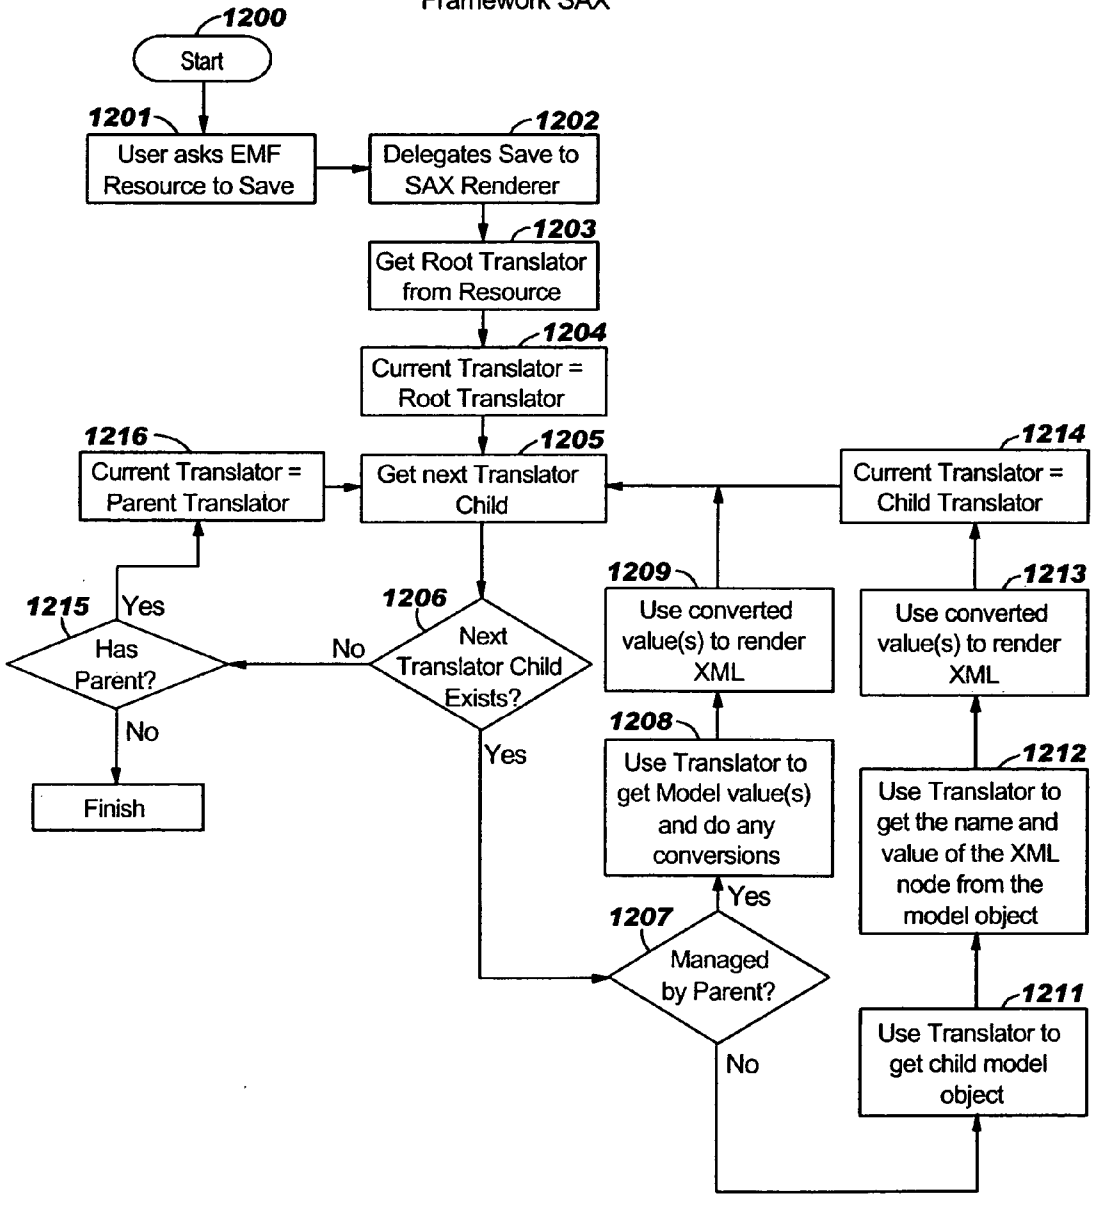 Framework SAX
1200
Start
1201
User asks EMF
Resource to Save
1202
Delegates Save to
SAX Renderer
1203
Get Root Translator
from Resource
1204
Current Translator =
Root Translator
1216
Current Translator =
Parent Translator
1205
Get next Translator
Child
1214
Current Translator =
Child Translator
1215
Has
Parent?
Yes
No
Finish
1206
Next
Translator Child
Exists?
No
Yes
1209
Use converted
value(s) to render
XML
1208
Use Translator to
get Model value(s)
and do any
conversions
Yes
1207
Managed
by Parent?
No
1213
Use converted
value(s) to render
XML
1212
Use Translator to
get the name and
value of the XML
node from the
model object
1211
Use Translator to
get child model
object